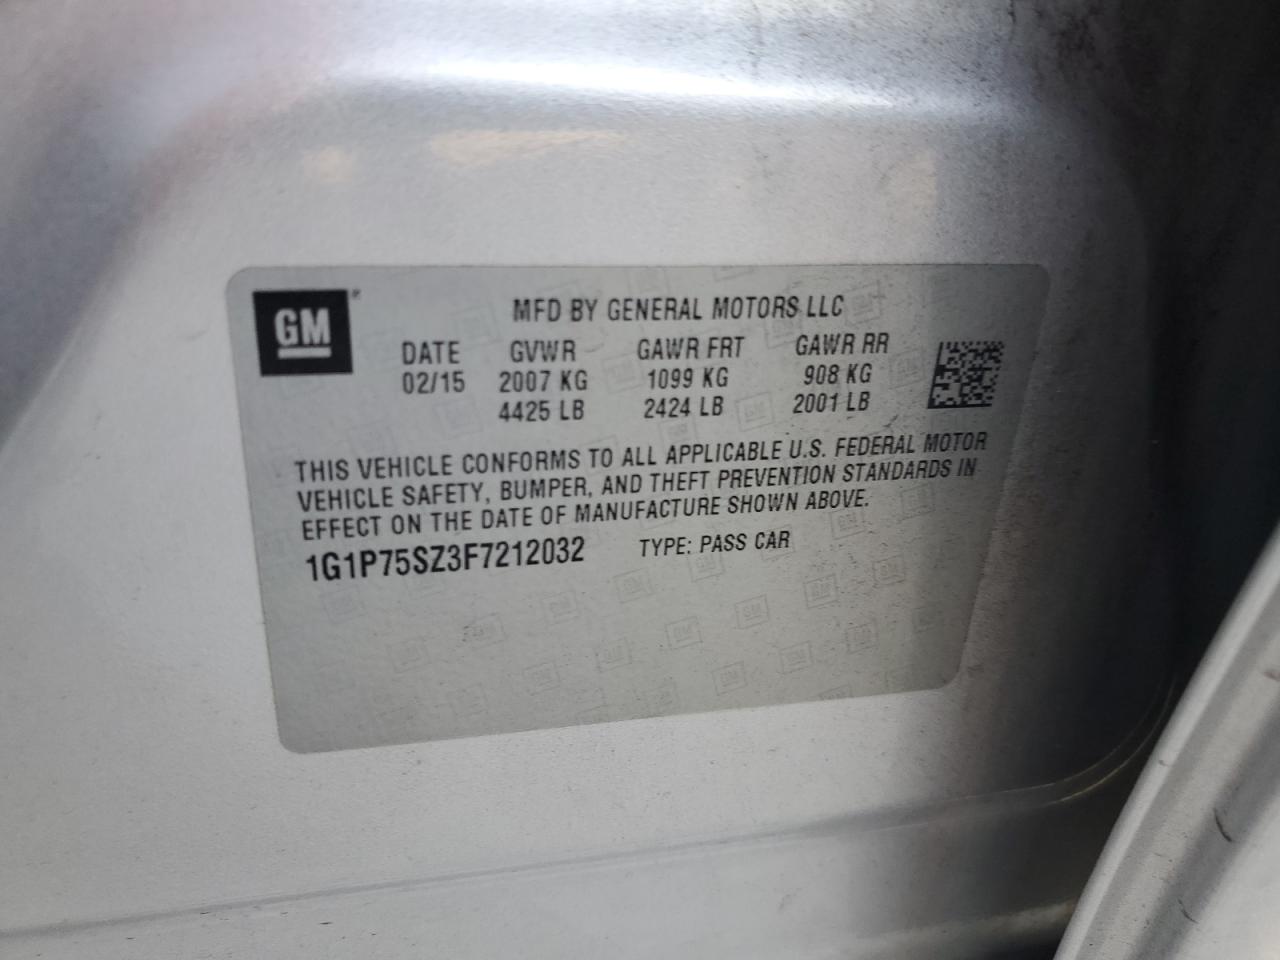 GM®
MFD BY GENERAL MOTORS LLC
DATE GVWR GAWR FRT GAWR RR
02/15 2007 KG 1099 KG 908 KG
4425 LB 2424 LB 2001 LB
THIS VEHICLE CONFORMS TO ALL APPLICABLE U.S. FEDERAL MOTOR
VEHICLE SAFETY, BUMPER, AND THEFT PREVENTION STANDARDS IN
EFFECT ON THE DATE OF MANUFACTURE SHOWN ABOVE.
1G1P75SZ3F7212032 TYPE: PASS CAR